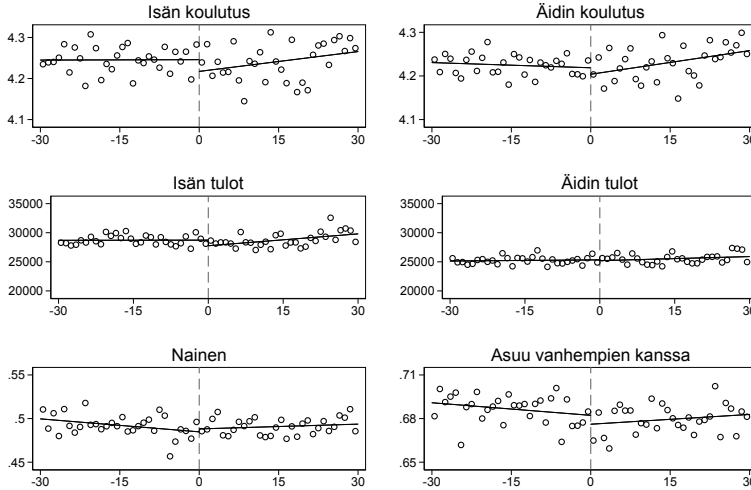 Isän koulutus
4.3
4.2
4.1
-30 -15 0 15 30
Äidin koulutus
4.3
4.2
4.1
-30 -15 0 15 30
Isän tulot
35000
30000
25000
20000
-30 -15 0 15 30
Äidin tulot
35000
30000
25000
20000
-30 -15 0 15 30
Nainen
.55
.5
.45
-30 -15 0 15 30
Asuu vanhempien kanssa
.71
.68
.65
-30 -15 0 15 30